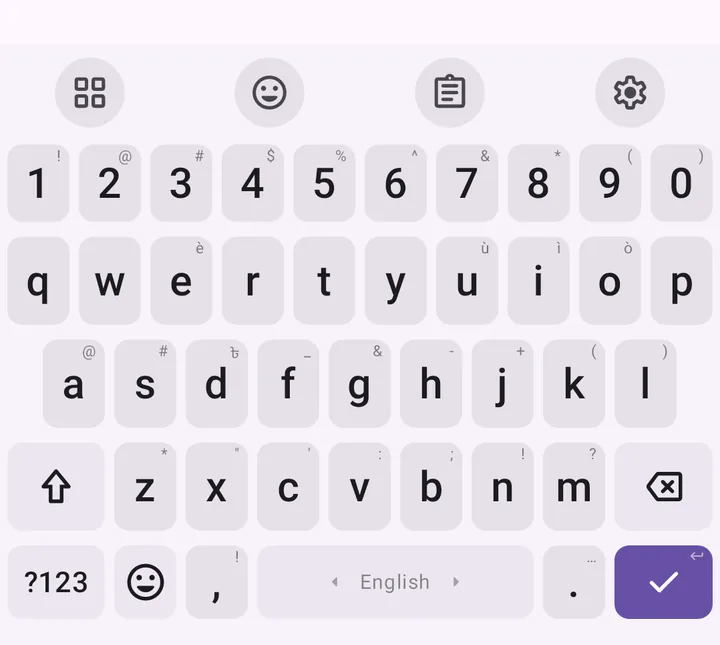 1 ! 2 @ 3 # 4 $ 5 % 6 ^ 7 & 8 * 9 ( 0 )
q w e è r t y u ù i ì o ò p
a @ s # d f _ g & h - j + k ( l )
z * x " c ' v : b ; n ! m ?
?123 , ! English . …